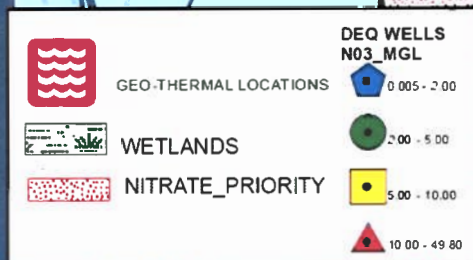 DEQ WELLS
N03_MGL
GEO-THERMAL LOCATIONS
0.005 - 2.00
WETLANDS
2.00 - 5.00
NITRATE_PRIORITY
5.00 - 10.00
10.00 - 49.80